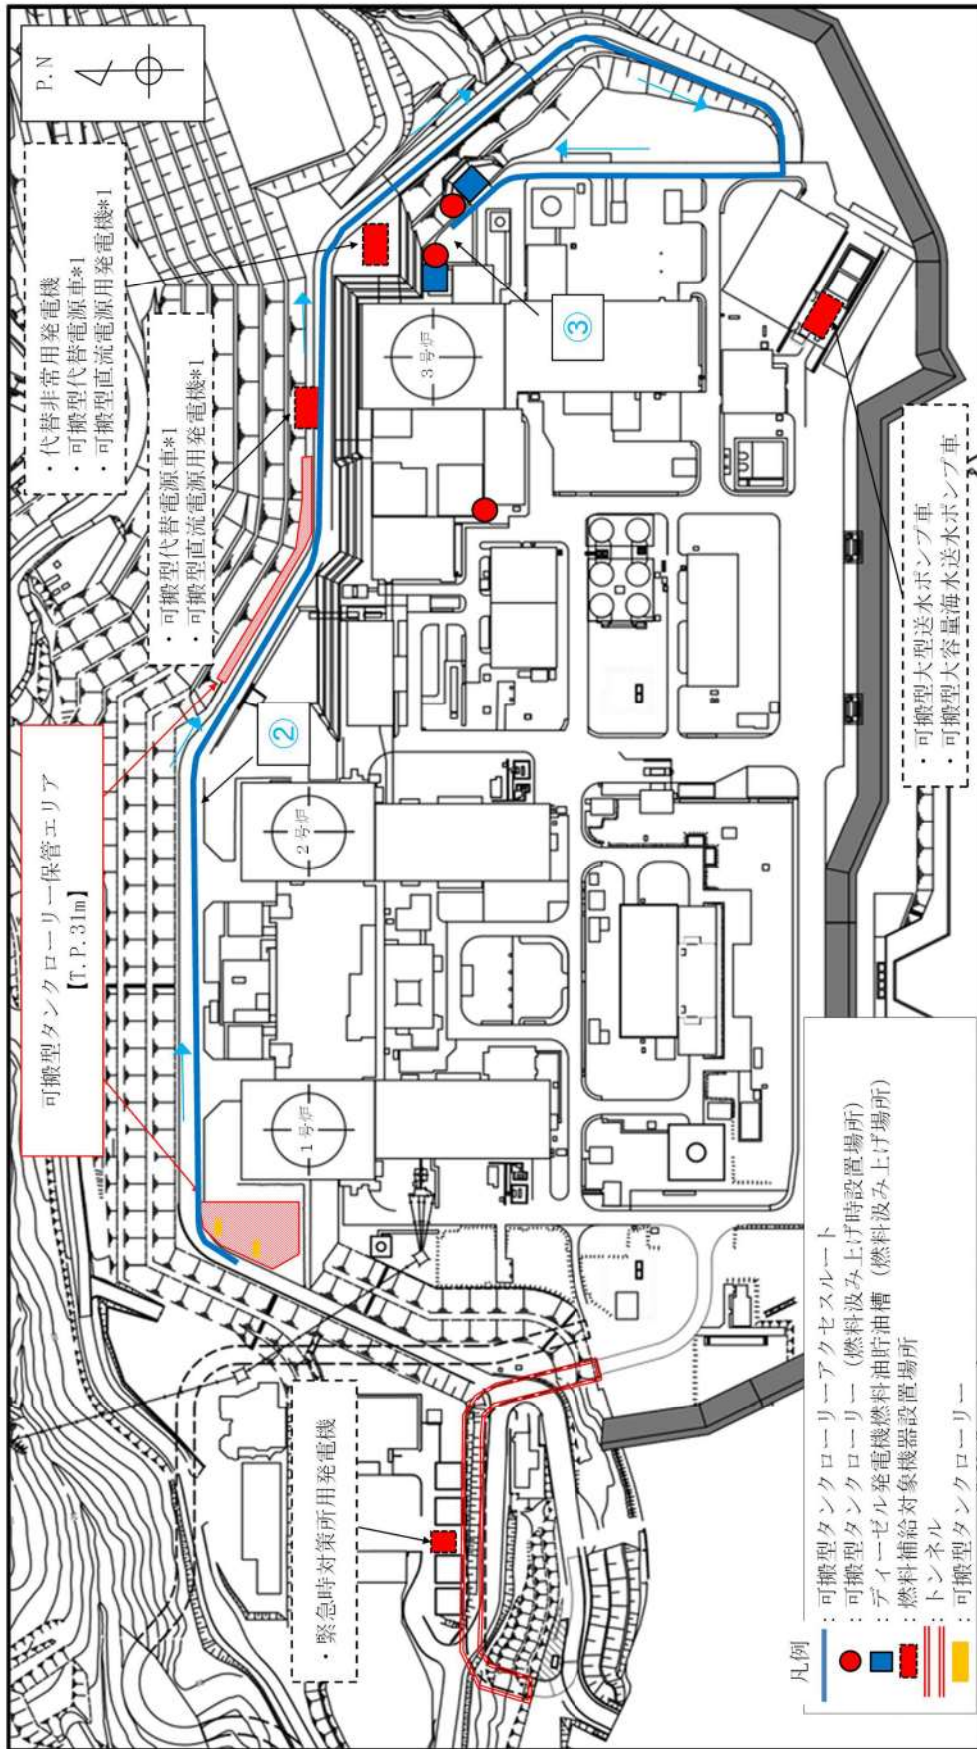 P.N
・代替非常用発電機
・可搬型代替電源車*1
・可搬型直流電源用発電機*1
・可搬型代替電源車*1
・可搬型直流電源用発電機*1
可搬型タンクローリー保管エリア
【T.P.31m】
・緊急時対策所用発電機
②
③
1号炉
2号炉
3号炉
・可搬型大型送水ポンプ車
・可搬型大容量海水送水ポンプ車
凡例
：可搬型タンクローリーアクセスルート
：可搬型タンクローリー（燃料汲み上げ時設置場所）
：ディーゼル発電機燃料油貯油槽（燃料汲み上げ場所）
：燃料補給対象機器設置場所
：トンネル
：可搬型タンクローリー